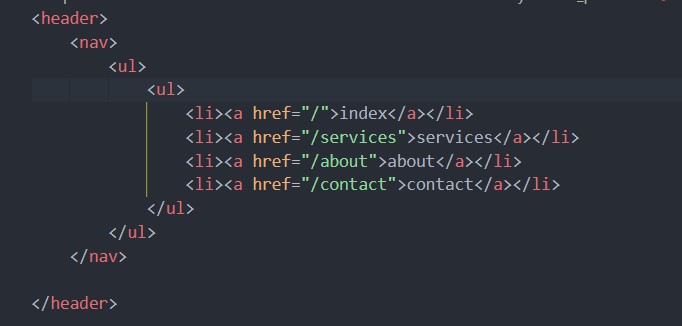 <header>
    <nav>
        <ul>
            <ul>
                <li><a href="/">index</a></li>
                <li><a href="/services">services</a></li>
                <li><a href="/about">about</a></li>
                <li><a href="/contact">contact</a></li>
            </ul>
        </ul>
    </nav>

</header>